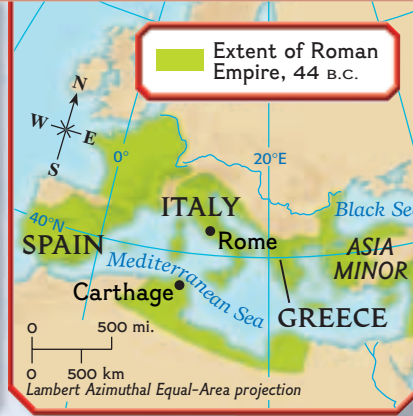 Extent of Roman
Empire, 44 B.C.
N
W E
S
0°
20°E
40°N
ITALY
Rome
Black Se
SPAIN
ASIA
MINOR
Mediterranean Sea
Carthage
GREECE
0 500 mi.
0 500 km
Lambert Azimuthal Equal-Area projection